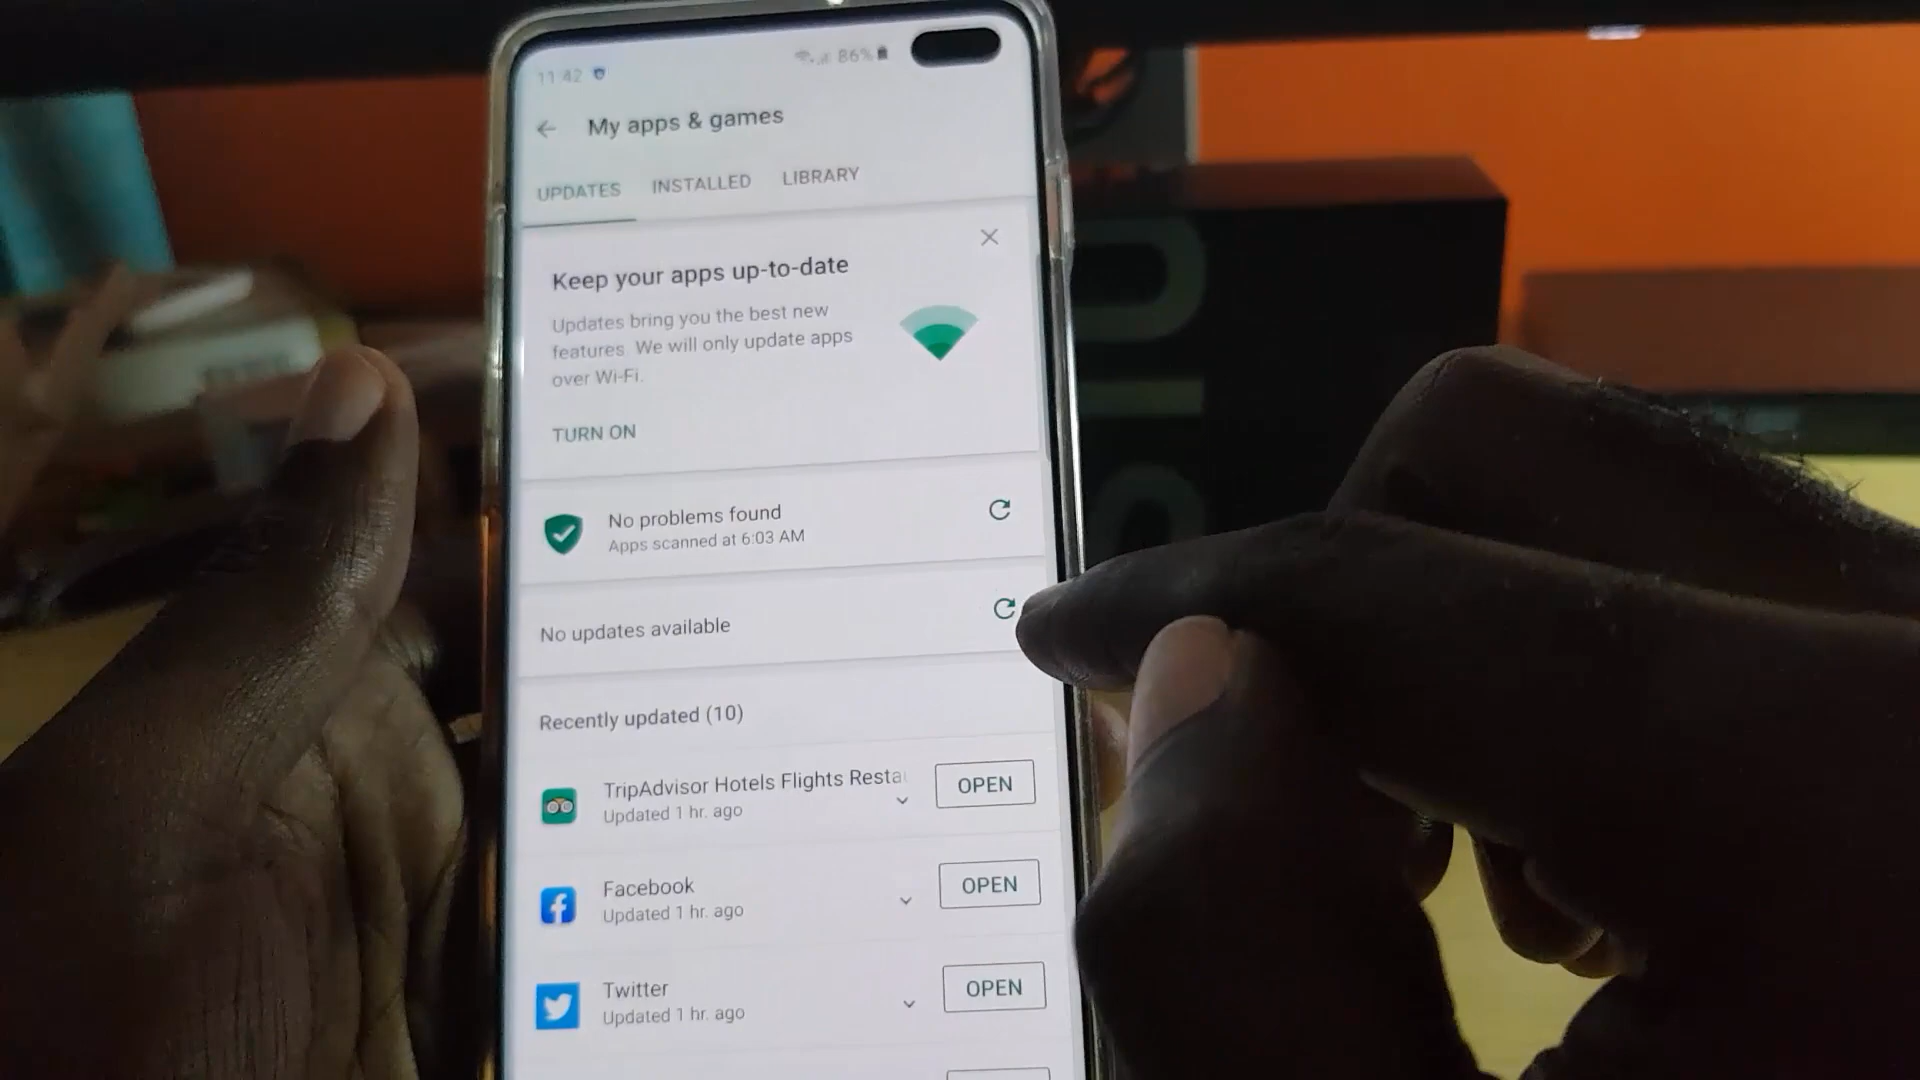 11:42
86%
My apps & games
UPDATES INSTALLED LIBRARY
Keep your apps up-to-date
Updates bring you the best new
features. We will only update apps
over Wi-Fi.
TURN ON
No problems found
Apps scanned at 6:03 AM
No updates available
Recently updated (10)
TripAdvisor Hotels Flights Resta
Updated 1 hr. ago
OPEN
Facebook
Updated 1 hr. ago
OPEN
Twitter
Updated 1 hr. ago
OPEN
S10